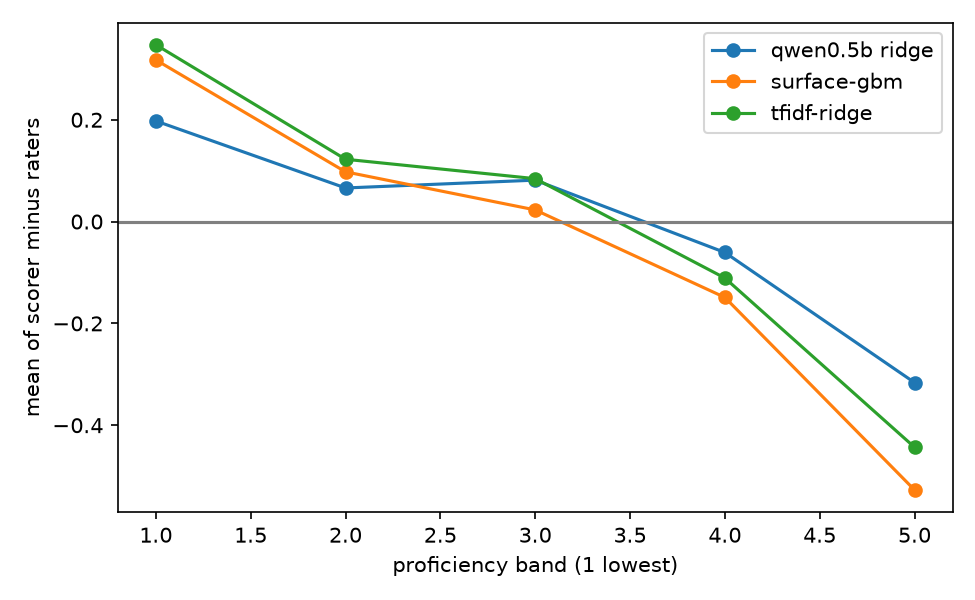 qwen0.5b ridge
surface-gbm
tfidf-ridge
mean of scorer minus raters
0.2
0.0
−0.2
−0.4
1.0 1.5 2.0 2.5 3.0 3.5 4.0 4.5 5.0
proficiency band (1 lowest)